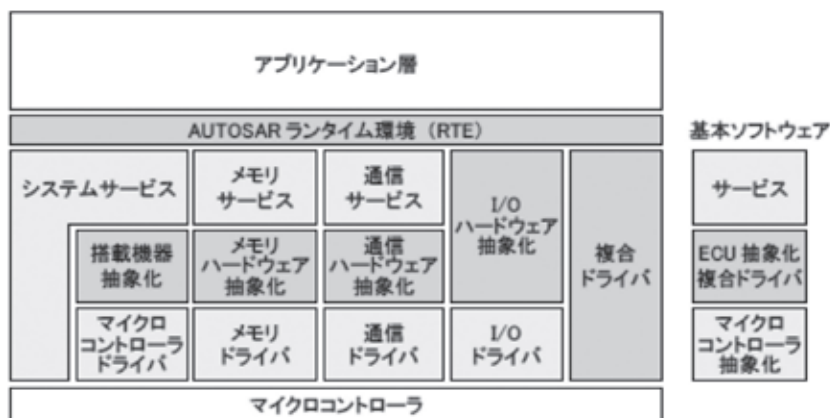 アプリケーション層
AUTOSAR ランタイム環境（RTE）
基本ソフトウェア
システムサービス
メモリ
サービス
通信
サービス
I/O
ハードウェア
抽象化
複合
ドライバ
サービス
搭載機器
抽象化
メモリ
ハードウェア
抽象化
通信
ハードウェア
抽象化
ECU 抽象化
複合ドライバ
マイクロ
コントローラ
ドライバ
メモリ
ドライバ
通信
ドライバ
I/O
ドライバ
マイクロ
コントローラ
抽象化
マイクロコントローラ